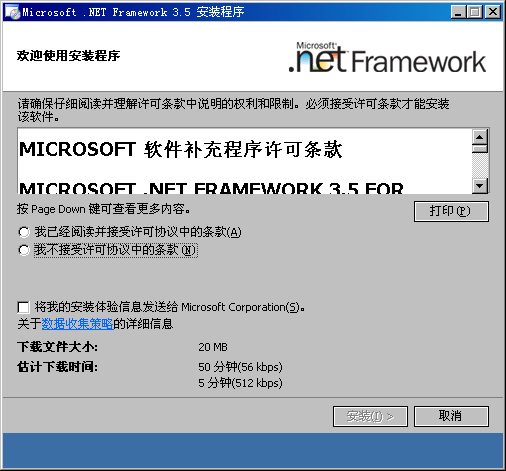 Microsoft .NET Framework 3.5 安装程序
欢迎使用安装程序
Microsoft
.net Framework
请确保仔细阅读并理解许可条款中说明的权利和限制。必须接受许可条款才能安装
该软件。
MICROSOFT 软件补充程序许可条款
MICROSOFT .NET FRAMEWORK 3.5 FOR
按 Page Down 键可查看更多内容。
打印(P)
我已经阅读并接受许可协议中的条款(A)
我不接受许可协议中的条款(N)
将我的安装体验信息发送给 Microsoft Corporation(S)。
关于数据收集策略的详细信息
下载文件大小: 20 MB
估计下载时间: 50 分钟(56 kbps)
5 分钟(512 kbps)
安装(I) > 取消